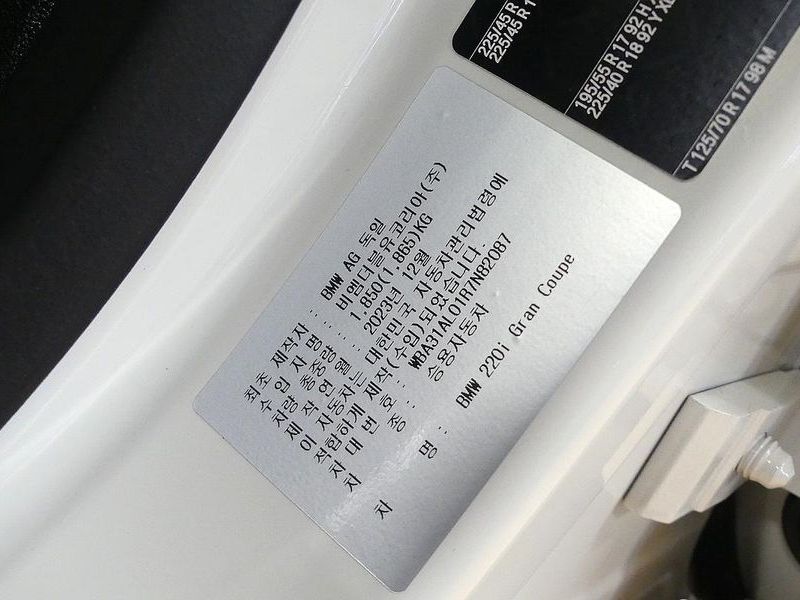 225/45 R
225/45 R 1
195/55 R 17 92 H
225/40 R 18 92 Y XL
T 125/70 R 17 98 M
최초 제작자 : BMW AG 독일
수입자명 : 비엠더블유코리아(주)
차량 총중량 : 1,850(1,865)KG
제작연월 : 2023년 12월
이 자동차는 대한민국 자동차관리법령에
적합하게 제작(수입)되었습니다.
차대번호 : WBA31AL01R7N82087
차종 : 승용자동차
차명 : BMW 220i Gran Coupe